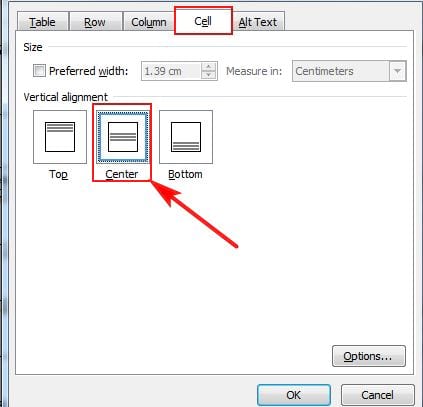 Table Row Column Cell Alt Text
Size
Preferred width: 1.39 cm Measure in: Centimeters
Vertical alignment
Top Center Bottom
Options...
OK Cancel